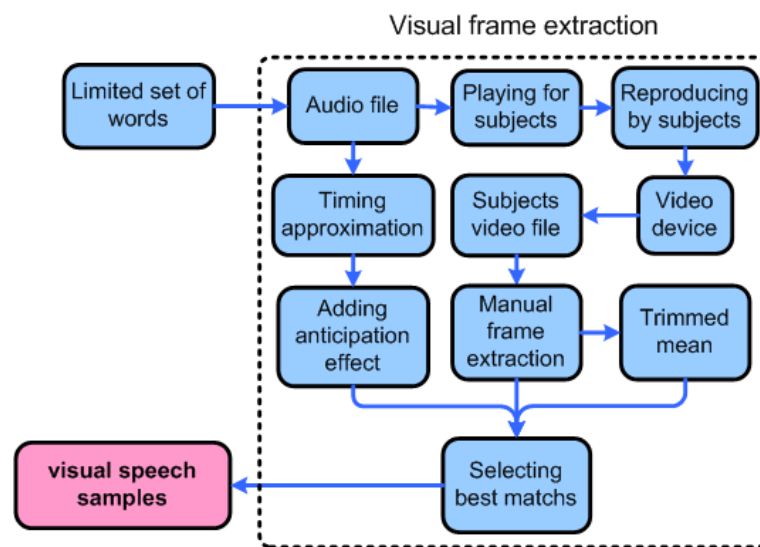 Visual frame extraction
Limited set of
words
Audio file
Playing for
subjects
Reproducing
by subjects
Timing
approximation
Subjects
video file
Video
device
Adding
anticipation
effect
Manual
frame
extraction
Trimmed
mean
visual speech
samples
Selecting
best matchs